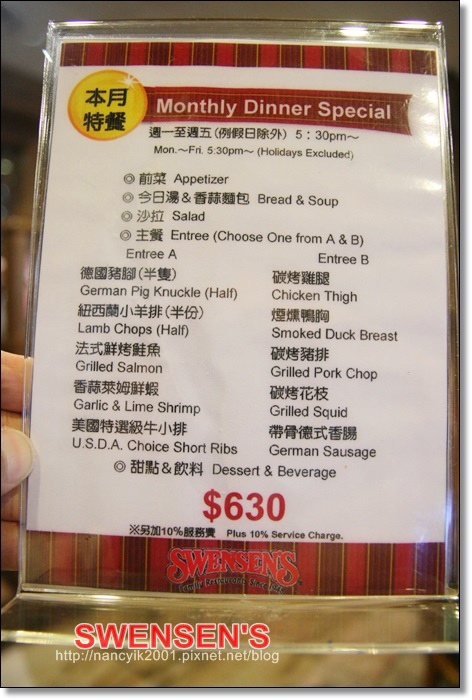 本月
特餐
Monthly Dinner Special
週一至週五(例假日除外) 5:30pm~
Mon.~Fri. 5:30pm~ (Holidays Excluded)
◎ 前菜 Appetizer
◎ 今日湯&香蒜麵包 Bread & Soup
◎ 沙拉 Salad
◎ 主餐 Entree (Choose One from A & B)
Entree A
德國豬腳(半隻)
German Pig Knuckle (Half)
紐西蘭小羊排(半份)
Lamb Chops (Half)
法式鮮烤鮭魚
Grilled Salmon
香蒜萊姆鮮蝦
Garlic & Lime Shrimp
美國特選級牛小排
U.S.D.A. Choice Short Ribs
Entree B
碳烤雞腿
Chicken Thigh
煙燻鴨胸
Smoked Duck Breast
碳烤豬排
Grilled Pork Chop
碳烤花枝
Grilled Squid
帶骨德式香腸
German Sausage
◎ 甜點&飲料 Dessert & Beverage
$630
※另加10%服務費 Plus 10% Service Charge.
SWENSEN'S
SWENSEN'S
http://nancyik2001.pixnet.net/blog